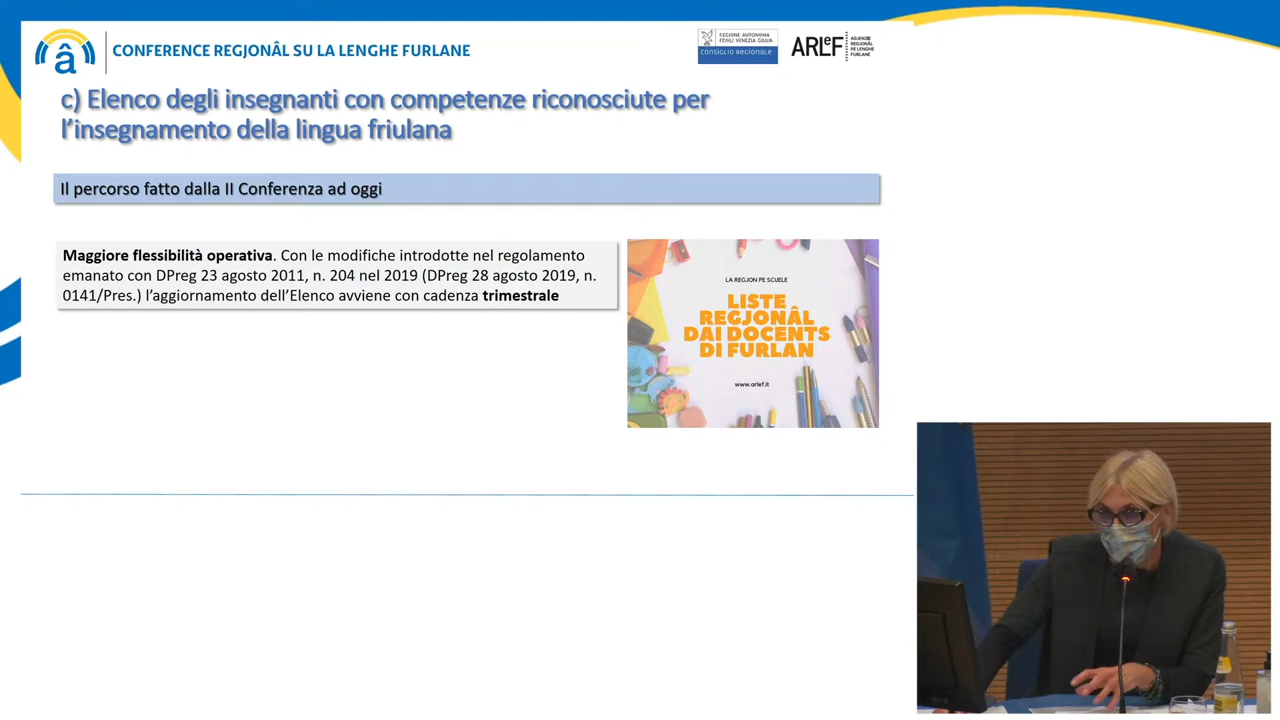 CONFERENCE REGJONÂL SU LA LENGHE FURLANE
â
REGIONE AUTONOMA
FRIULI VENEZIA GIULIA
CONSIGLIO REGIONALE
ARLeF
AGJENZIE
REGJONÂL
PE LENGHE
FURLANE
c) Elenco degli insegnanti con competenze riconosciute per
l’insegnamento della lingua friulana
Il percorso fatto dalla II Conferenza ad oggi
Maggiore flessibilità operativa. Con le modifiche introdotte nel regolamento
emanato con DPreg 23 agosto 2011, n. 204 nel 2019 (DPreg 28 agosto 2019, n.
0141/Pres.) l’aggiornamento dell’Elenco avviene con cadenza trimestrale
LA REGJON PE SCUELE
LISTE
REGJONÂL
DAI DOCENTS
DI FURLAN
www.arlef.it